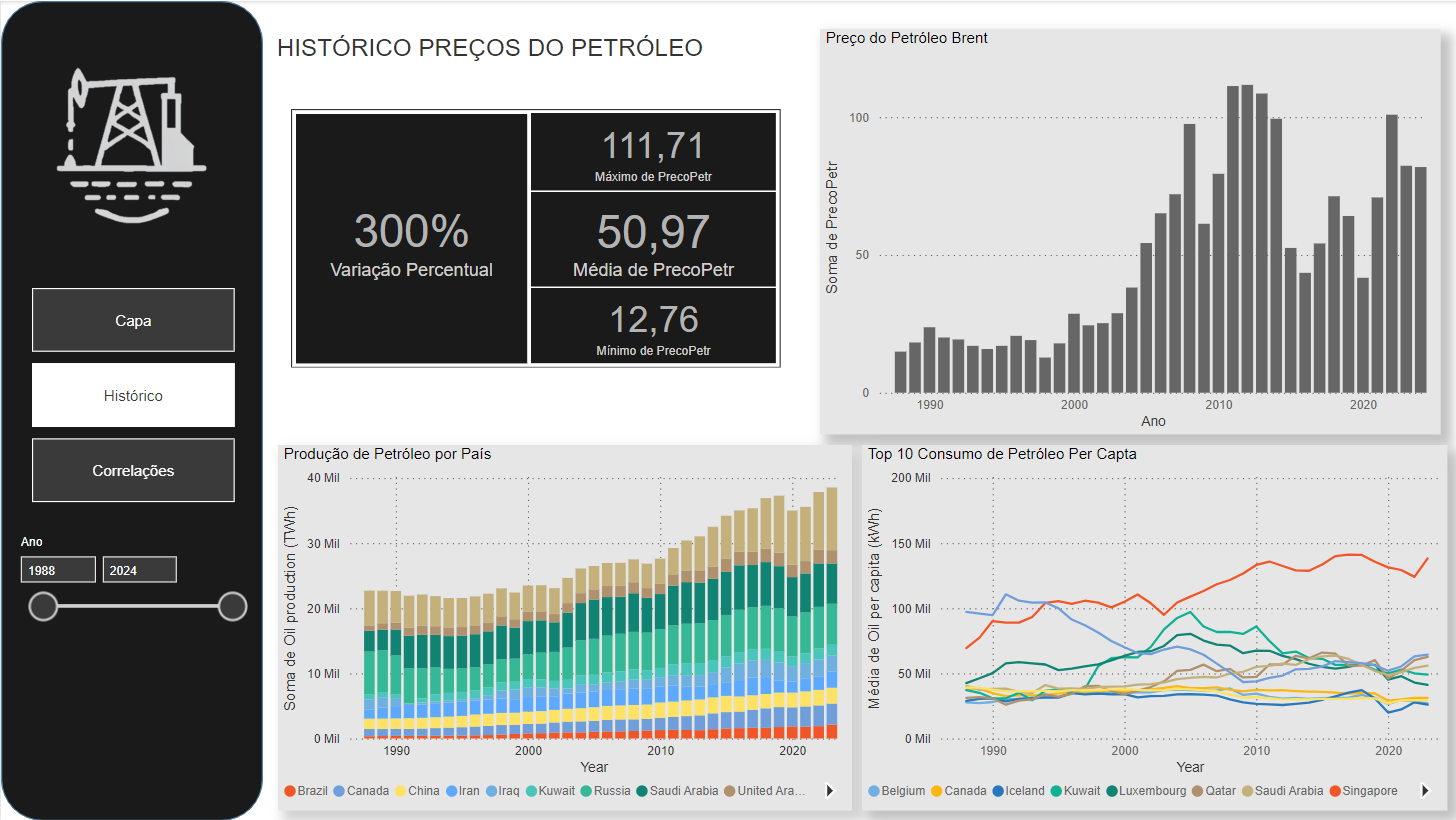 HISTÓRICO PREÇOS DO PETRÓLEO
300%
Variação Percentual
111,71
Máximo de PrecoPetr
50,97
Média de PrecoPetr
12,76
Mínimo de PrecoPetr
Capa
Histórico
Correlações
Ano
1988 2024
Preço do Petróleo Brent
Soma de PrecoPetr
100
50
0
1990 2000 2010 2020
Ano
Produção de Petróleo por País
Soma de Oil production (TWh)
40 Mil
30 Mil
20 Mil
10 Mil
0 Mil
1990 2000 2010 2020
Year
Brazil Canada China Iran Iraq Kuwait Russia Saudi Arabia United Ara...
Top 10 Consumo de Petróleo Per Capta
Média de Oil per capita (kWh)
200 Mil
150 Mil
100 Mil
50 Mil
0 Mil
1990 2000 2010 2020
Year
Belgium Canada Iceland Kuwait Luxembourg Qatar Saudi Arabia Singapore